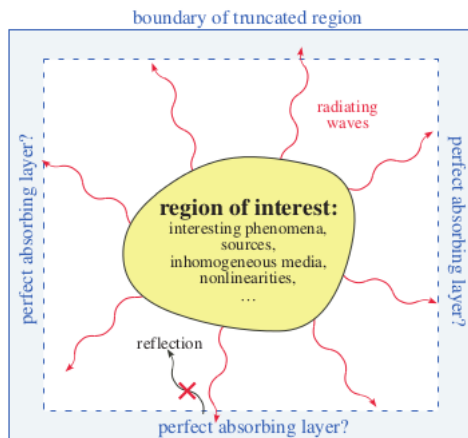 boundary of truncated region
radiating
waves
perfect absorbing layer?
perfect absorbing layer?
region of interest:
interesting phenomena,
sources,
inhomogeneous media,
nonlinearities,
...
reflection
perfect absorbing layer?